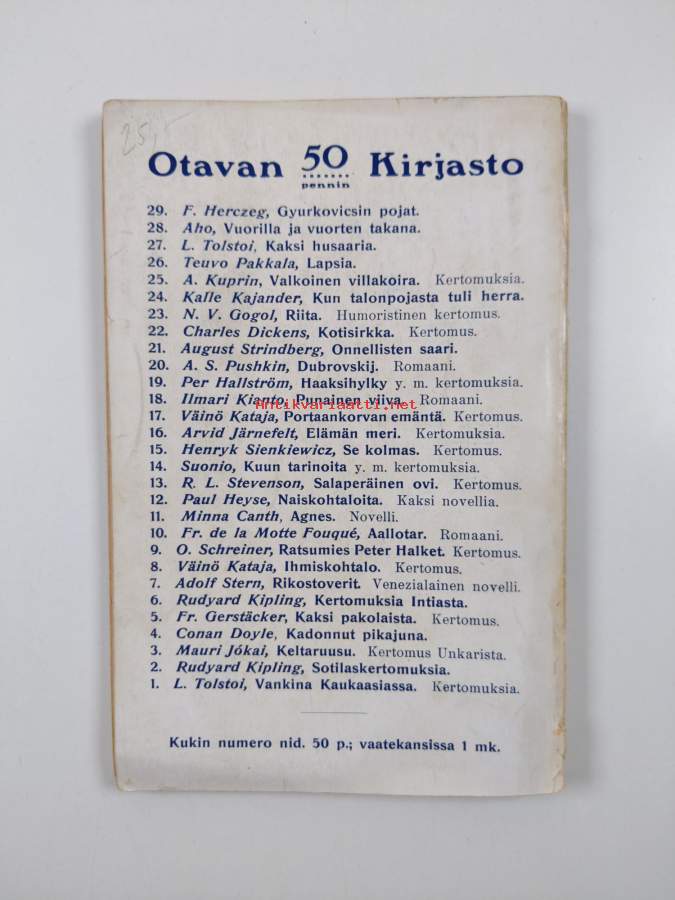 25,-
Otavan 50 pennin Kirjasto
29. F. Herczeg, Gyurkovicsin pojat.
28. Aho, Vuorilla ja vuorten takana.
27. L. Tolstoi, Kaksi husaaria.
26. Teuvo Pakkala, Lapsia.
25. A. Kuprin, Valkoinen villakoira. Kertomuksia.
24. Kalle Kajander, Kun talonpojasta tuli herra.
23. N. V. Gogol, Riita. Humoristinen kertomus.
22. Charles Dickens, Kotisirkka. Kertomus.
21. August Strindberg, Onnellisten saari.
20. A. S. Pushkin, Dubrovskij. Romaani.
19. Per Hallström, Haaksihylky y. m. kertomuksia.
18. Ilmari Kianto, Punainen viiva. Romaani.
Antikvariaatti.net
17. Väinö Kataja, Portaankorvan emäntä. Kertomus.
16. Arvid Järnefelt, Elämän meri. Kertomuksia.
15. Henryk Sienkiewicz, Se kolmas. Kertomus.
14. Suonio, Kuun tarinoita y. m. kertomuksia.
13. R. L. Stevenson, Salaperäinen ovi. Kertomus.
12. Paul Heyse, Naiskohtaloita. Kaksi novellia.
11. Minna Canth, Agnes. Novelli.
10. Fr. de la Motte Fouqué, Aallotar. Romaani.
9. O. Schreiner, Ratsumies Peter Halket. Kertomus.
8. Väinö Kataja, Ihmiskohtalo. Kertomus.
7. Adolf Stern, Rikostoverit. Venezialainen novelli.
6. Rudyard Kipling, Kertomuksia Intiasta.
5. Fr. Gerstäcker, Kaksi pakolaista. Kertomus.
4. Conan Doyle, Kadonnut pikajuna.
3. Mauri Jókai, Keltaruusu. Kertomus Unkarista.
2. Rudyard Kipling, Sotilaskertomuksia.
1. L. Tolstoi, Vankina Kaukaasiassa. Kertomuksia.
Kukin numero nid. 50 p.; vaatekansissa 1 mk.